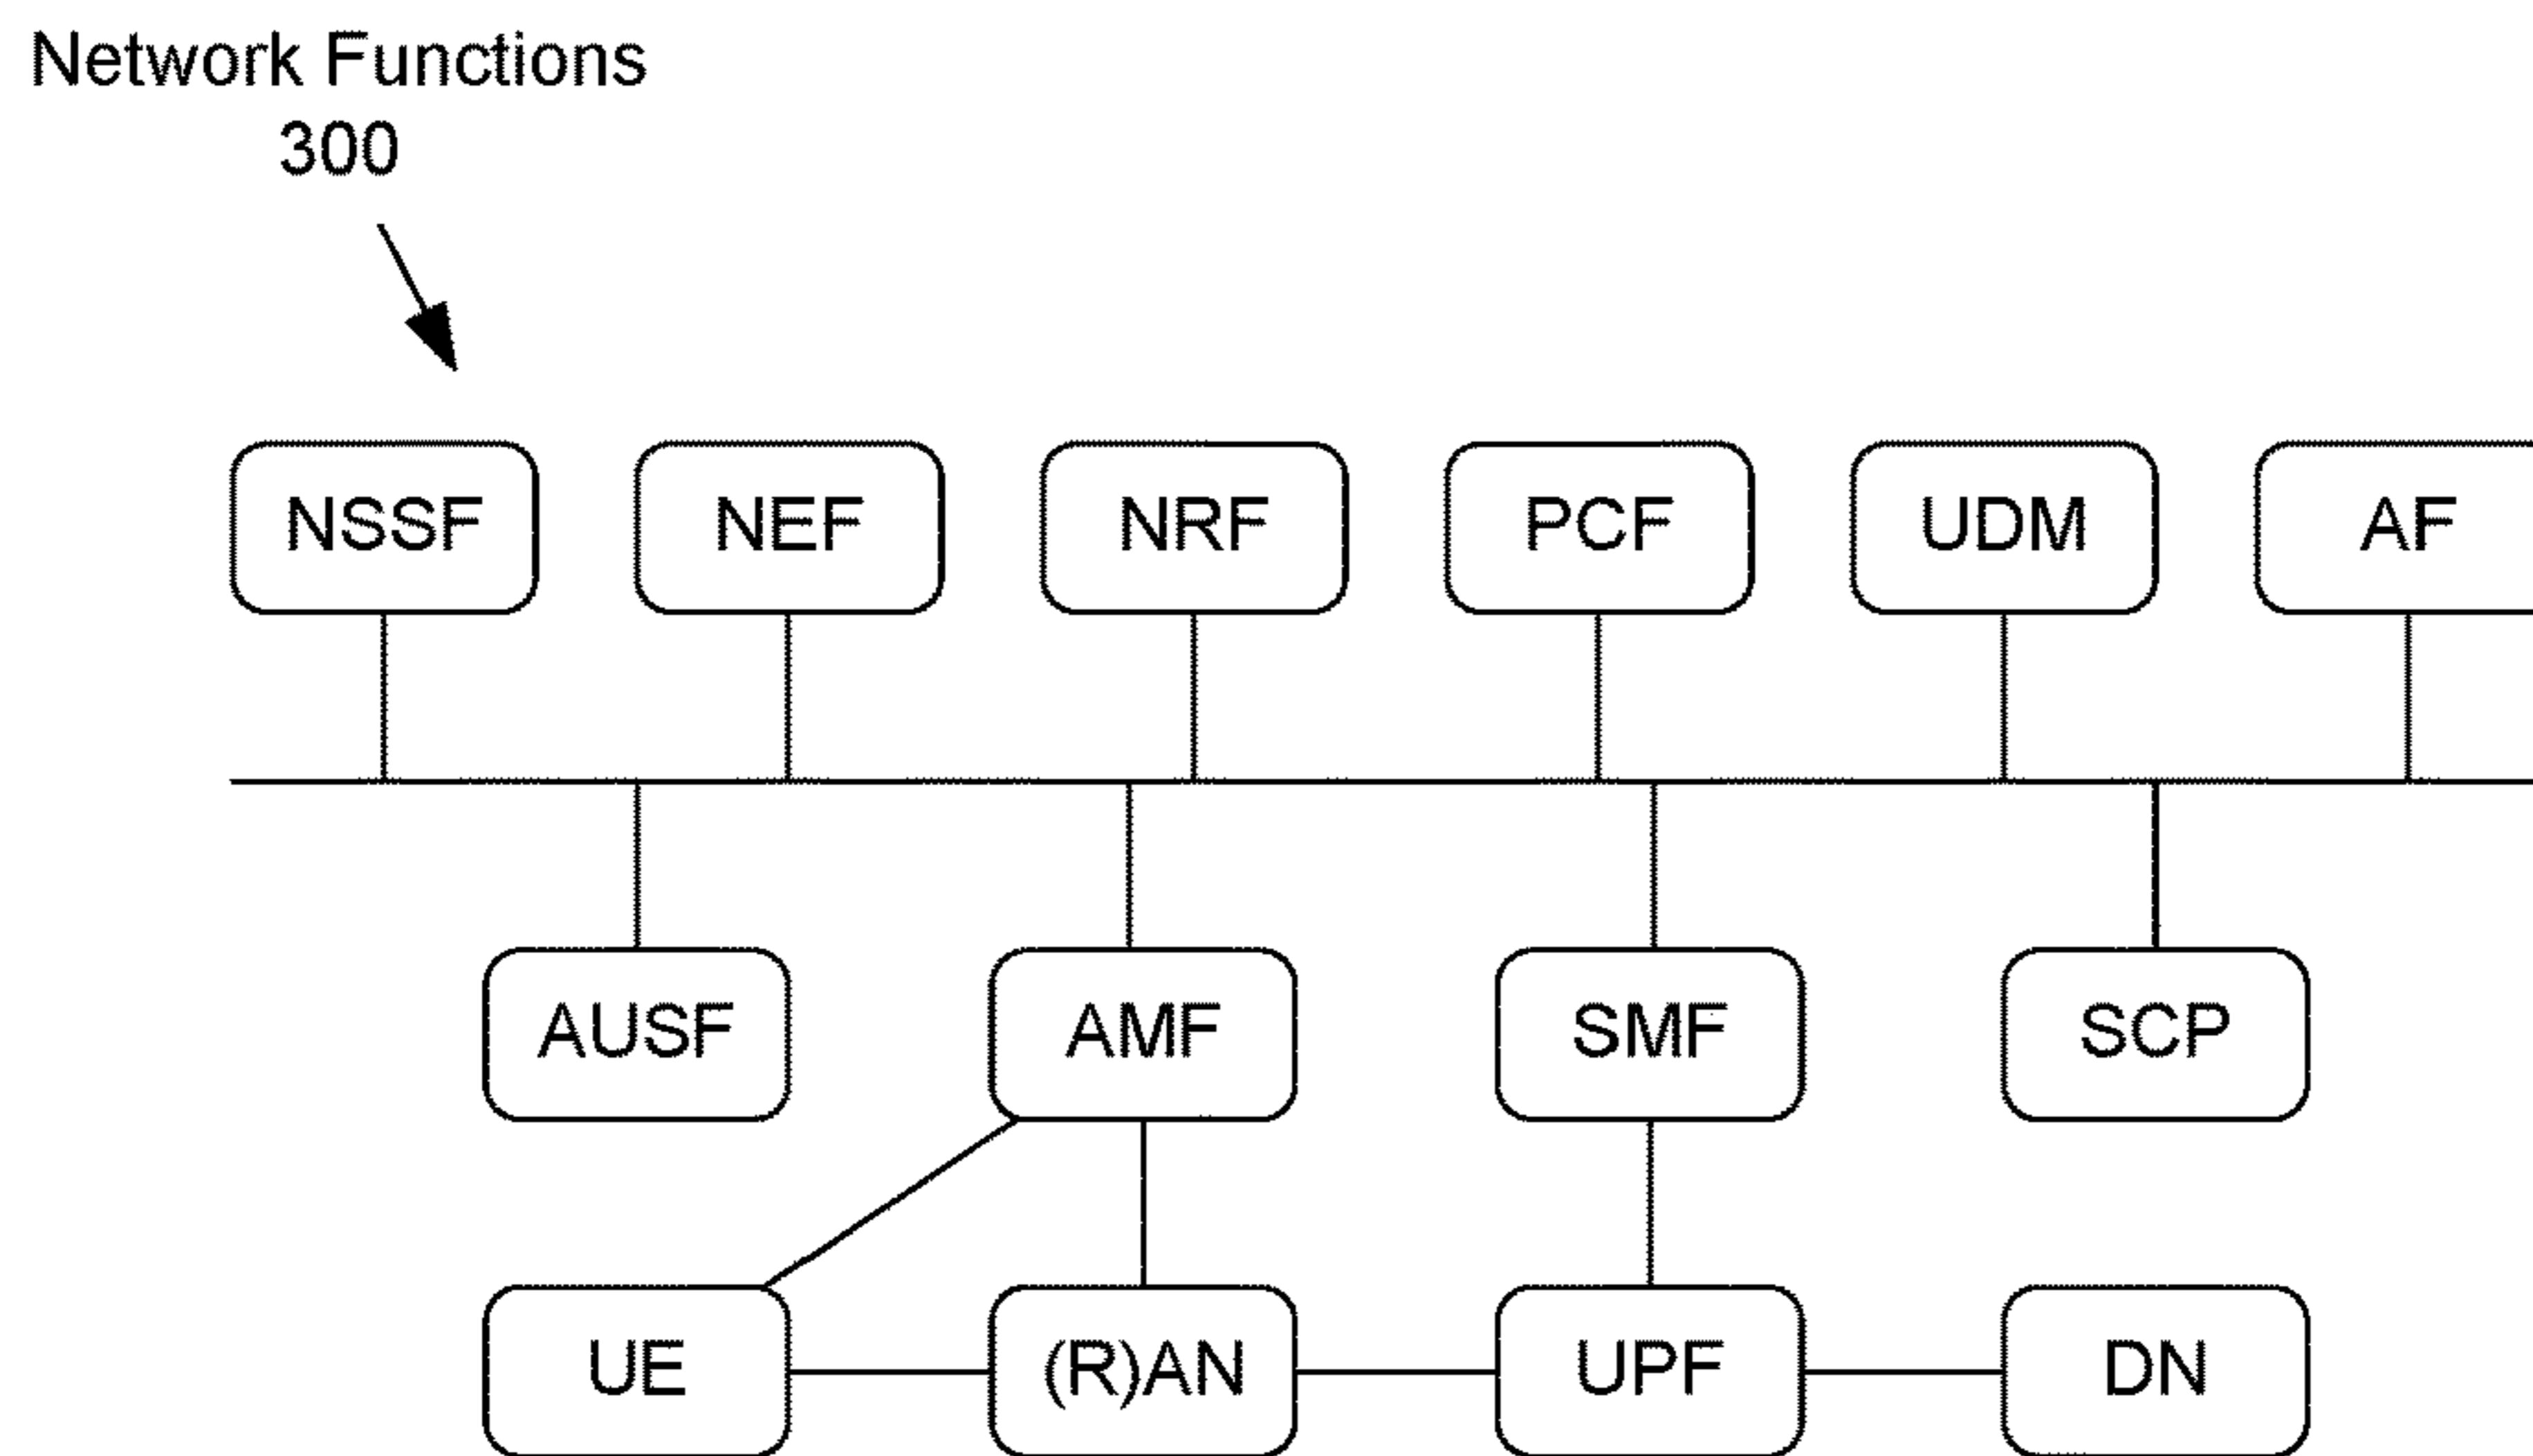 Network Functions
300
NSSF NEF NRF PCF UDM AF
AUSF AMF SMF SCP
UE (R)AN UPF DN